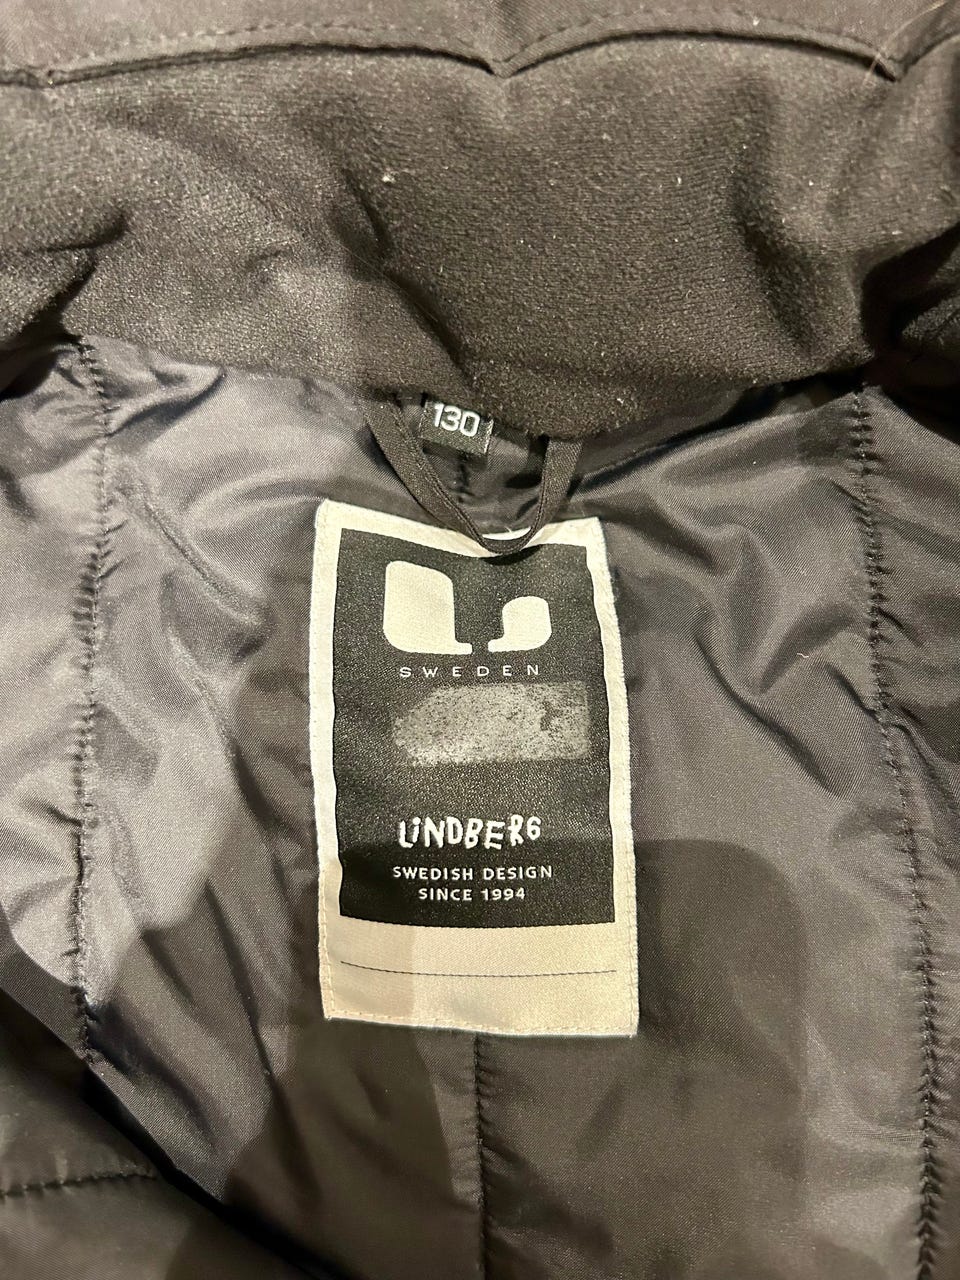 130
SWEDEN
LINDBERG
SWEDISH DESIGN
SINCE 1994